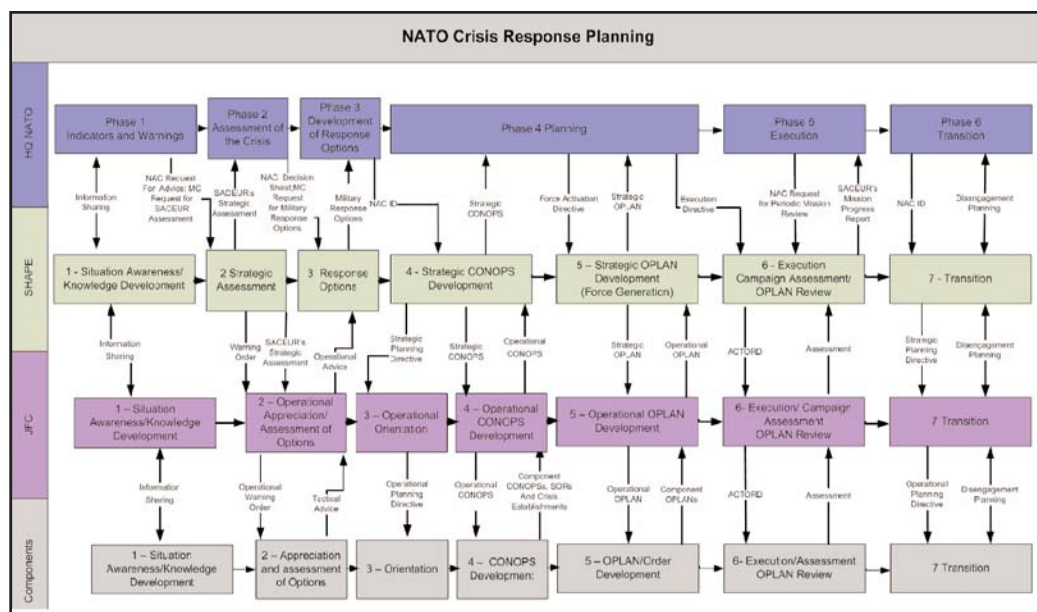 NATO Crisis Response Planning
HQ NATO
Phase 1
Indicators and Warnings
Phase 2
Assessment of
the Crisis
Phase 3
Development
of Response
Options
Phase 4 Planning
Phase 5
Execution
Phase 6
Transition
Information
Sharing
NAC Request
For Advice; MC
Request for
SACEUR
Assessment
SACEUR's
Strategic
Assessment
NAC Decision
Sheet,MC
Request
for Military
Response
Options
Military
Response
Options
NAC ID
Strategic
CONOPS
Force Activation
Directive
Strategic
OPLAN
Execution
Directive
NAC Request
for Periodic Mission
Review
SACEUR's
Mission
Progress
Report
NAC ID
Disengagement
Planning
SHAPE
1 - Situation Awareness/
Knowledge Development
2 Strategic
Assessment
3 Response
Options
4 - Strategic CONOPS
Development
5 – Strategic OPLAN
Development
(Force Generation)
6 - Execution
Campaign Assessment/
OPLAN Review
7 - Transition
Information
Sharing
Warning
Order
SACEUR's
Strategic
Assessment
Operational
Advice
Strategic
Planning
Directive
Strategic
CONOPS
Operational
CONOPS
Strategic
OPLAN
Operational
OPLAN
ACTORD
Assessment
Strategic
Planning
Directive
Disengagement
Planning
JFC
1 – Situation
Awareness/Knowledge
Development
2 – Operational
Appreciation/
Assessment
of Options
3 – Operational
Orientation
4 – Operational
CONOPS
Development
5 – Operational OPLAN
Development
6- Execution/ Campaign
Assessment
OPLAN Review
7 Transition
Information
Sharing
Operational
Warning
Order
Tactical
Advice
Operational
Planning
Directive
Operational
CONOPS
Component
CONOPSs, SORs
And Crisis
Establishments
Operational
OPLAN
Component
OPLANs
ACTORD
Assessment
Operational
Planning
Directive
Disengagement
Planning
Components
1 – Situation
Awareness/Knowledge
Development
2 – Appreciation
and assessment
of Options
3 – Orientation
4 – CONOPS
Development
5 – OPLAN/Order
Development
6- Execution/Assessment
OPLAN Review
7 Transition